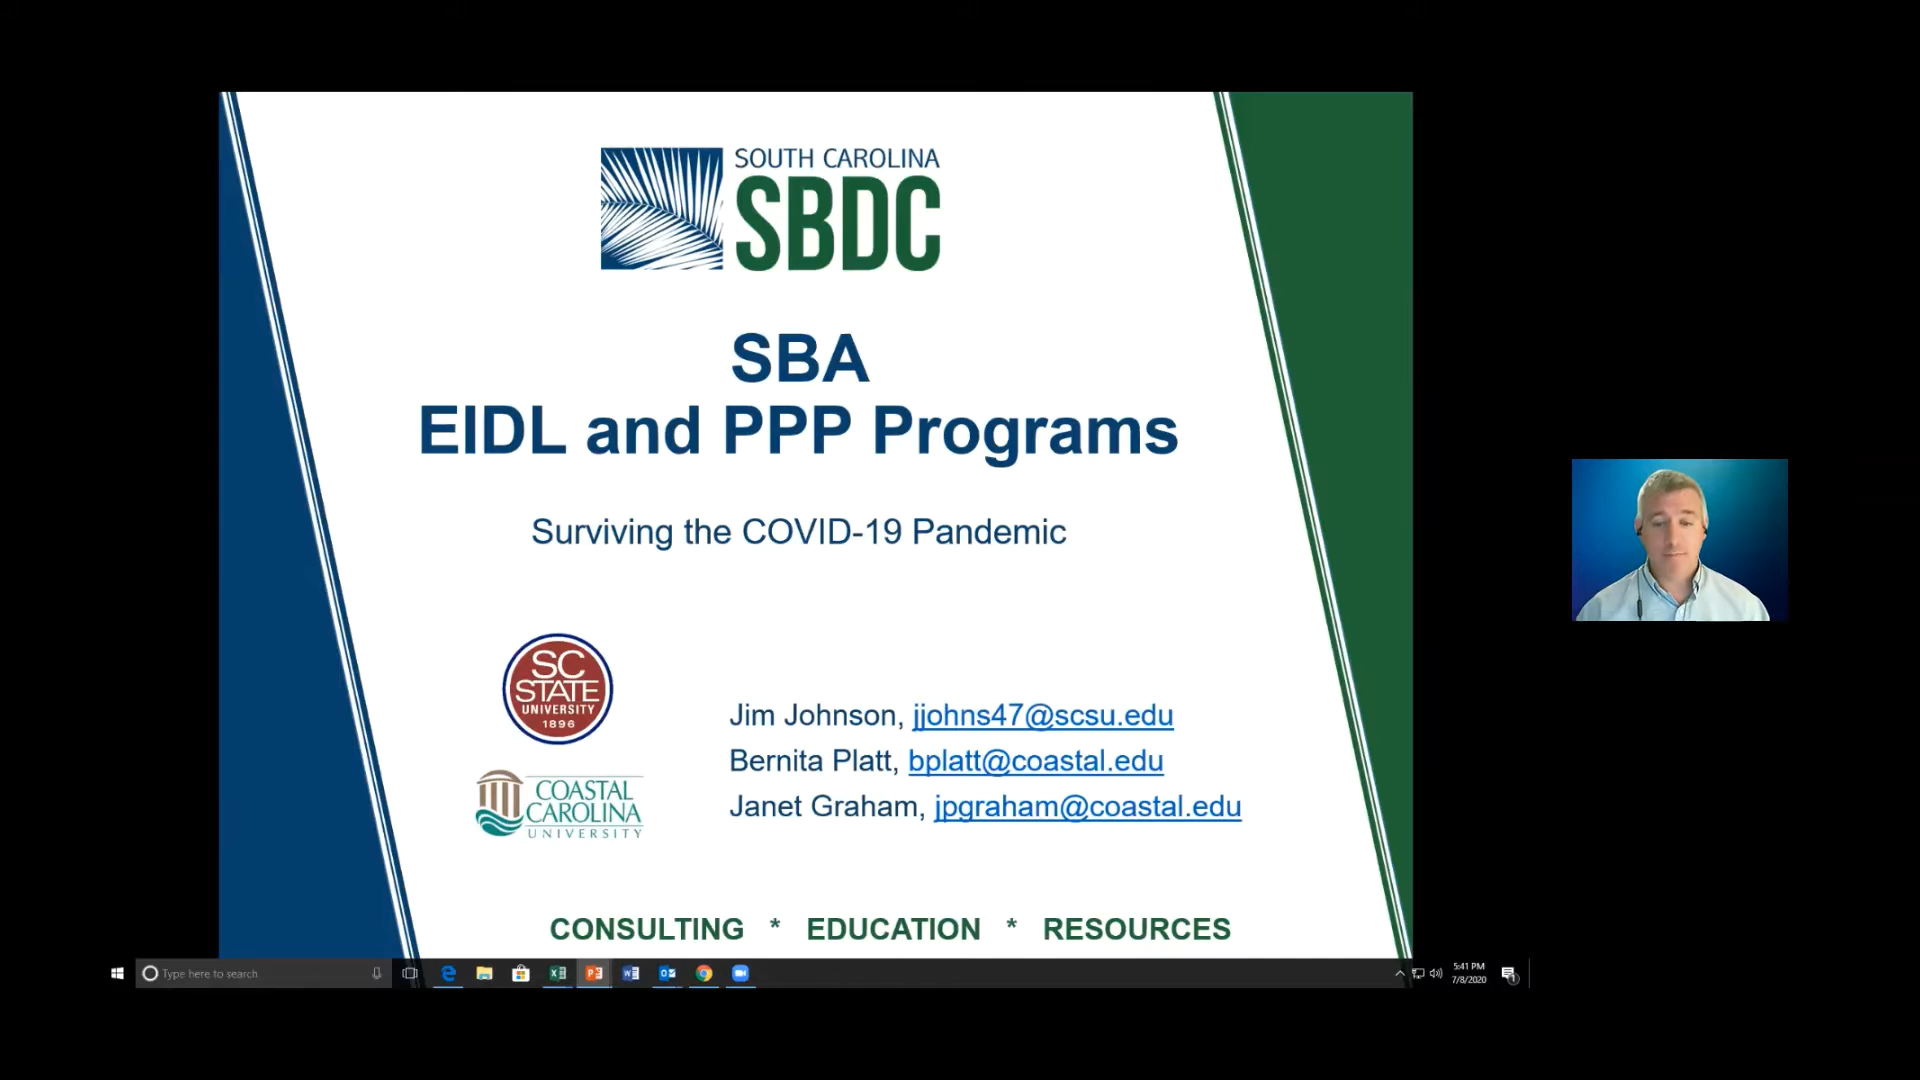 SOUTH CAROLINA
SBDC
SBA
EIDL and PPP Programs
Surviving the COVID-19 Pandemic
SC
STATE
UNIVERSITY
1896
COASTAL
CAROLINA
UNIVERSITY
Jim Johnson, jjohns47@scsu.edu
Bernita Platt, bplatt@coastal.edu
Janet Graham, jpgraham@coastal.edu
CONSULTING * EDUCATION * RESOURCES
Type here to search
5:41 PM
7/8/2020